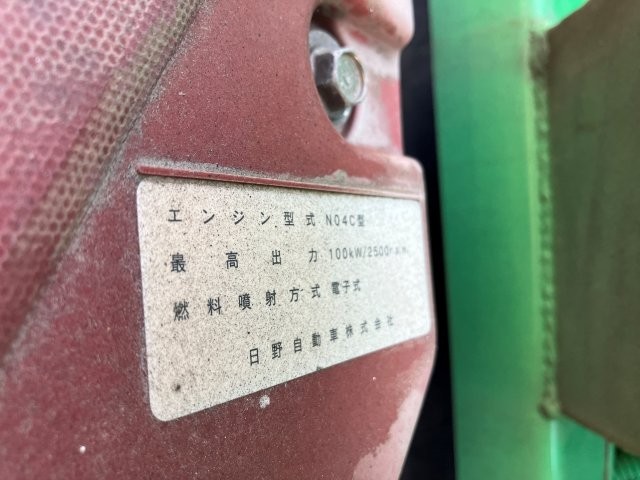 エンジン型式 N04C型
最高出力 100kW/2500r.p.m.
燃料噴射方式 電子式
日野自動車株式会社